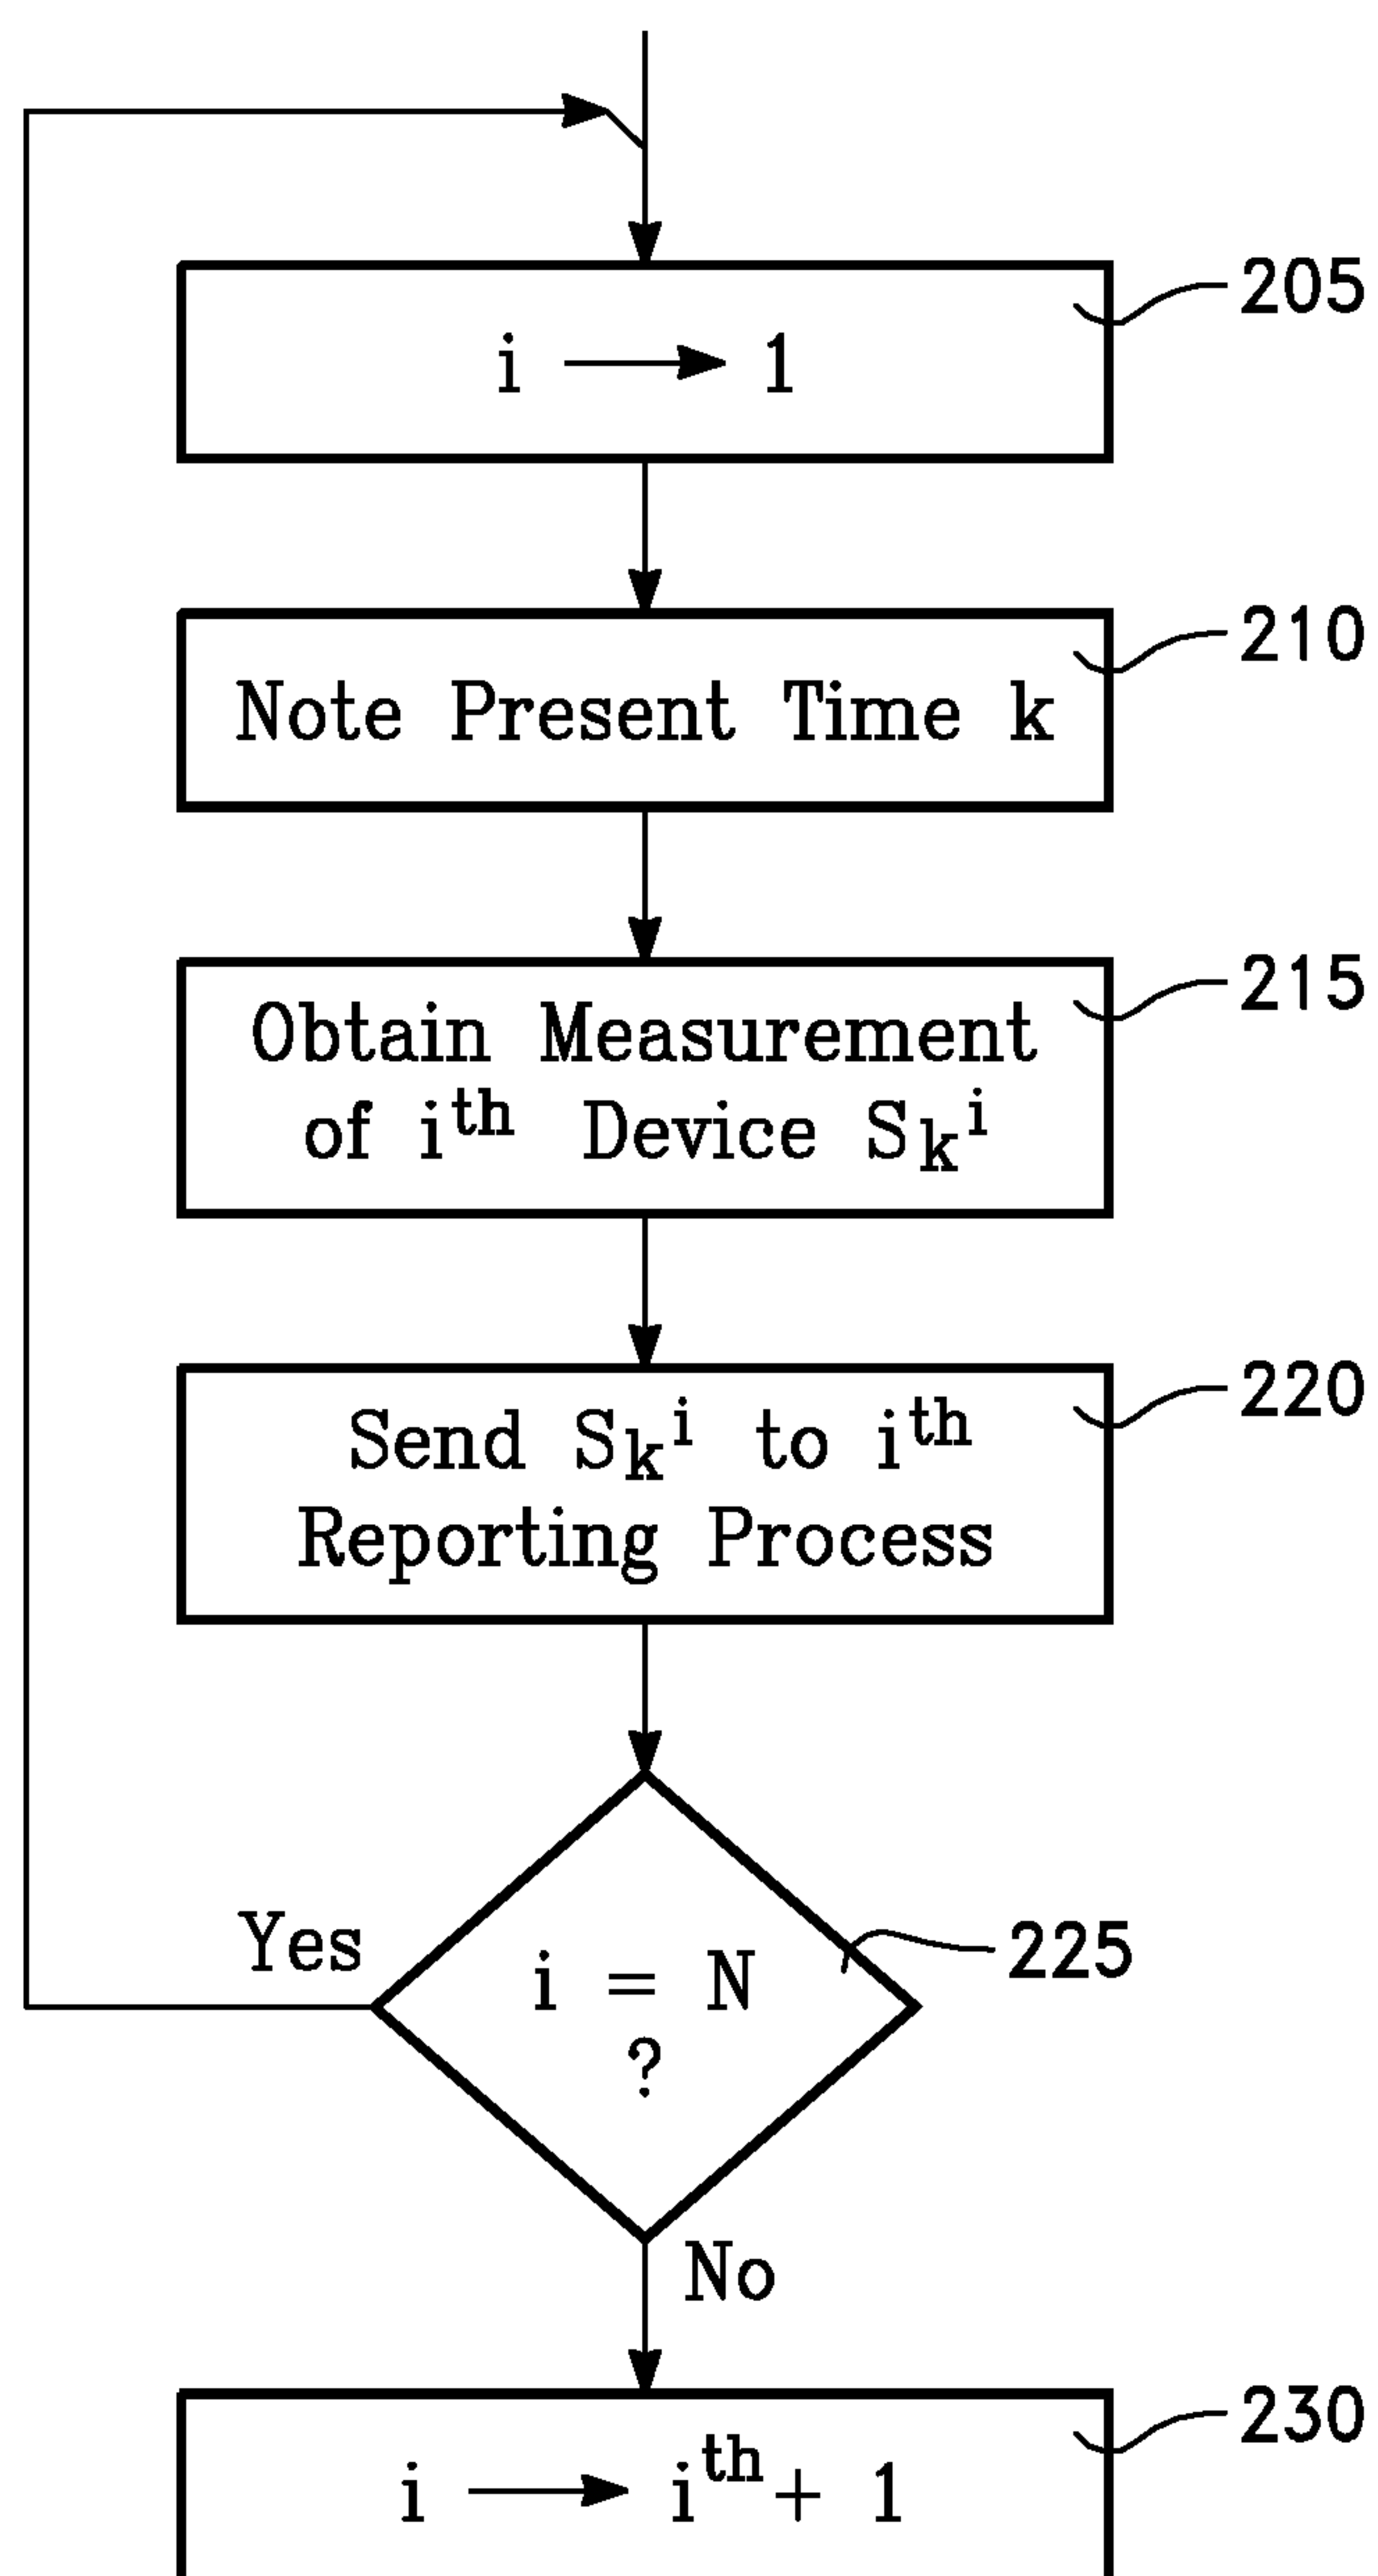 i → 1
205
Note Present Time k
210
Obtain Measurement
of iᵗʰ Device Sₖⁱ
215
Send Sₖⁱ to iᵗʰ
Reporting Process
220
Yes
i = N
?
225
No
i → iᵗʰ+ 1
230